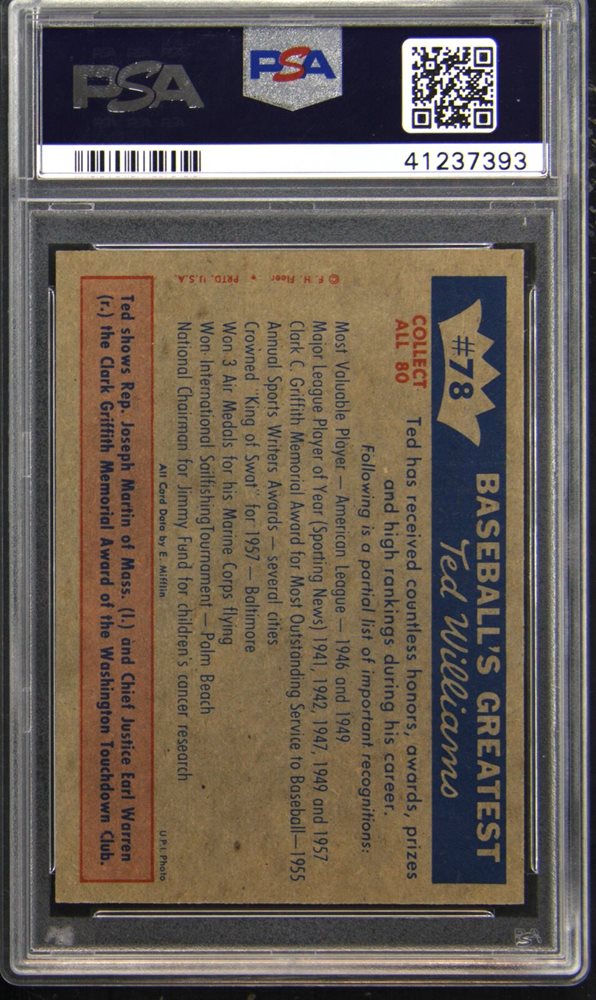 PSA
PSA
41237393
#78
BASEBALL'S GREATEST
Ted Williams
COLLECT
ALL 80
Ted has received countless honors, awards, prizes
and high rankings during his career.
Following is a partial list of important recognitions:
Most Valuable Player — American League — 1946 and 1949
Major League Player of Year (Sporting News) 1941, 1942, 1947, 1949 and 1957
Clark C. Griffith Memorial Award for Most Outstanding Service to Baseball—1955
Annual Sports Writers Awards — several cities
Crowned "King of Swat" for 1957 — Baltimore
Won 3 Air Medals for his Marine Corps flying
Won International Sailfishing Tournament — Palm Beach
National Chairman for Jimmy Fund for children's cancer research
© F. H. Fleer • PRTD. U.S.A.
All Card Data by E. Mifflin
U.P.I. Photo
Ted shows Rep. Joseph Martin of Mass. (l.) and Chief Justice Earl Warren
(r.) the Clark Griffith Memorial Award of the Washington Touchdown Club.